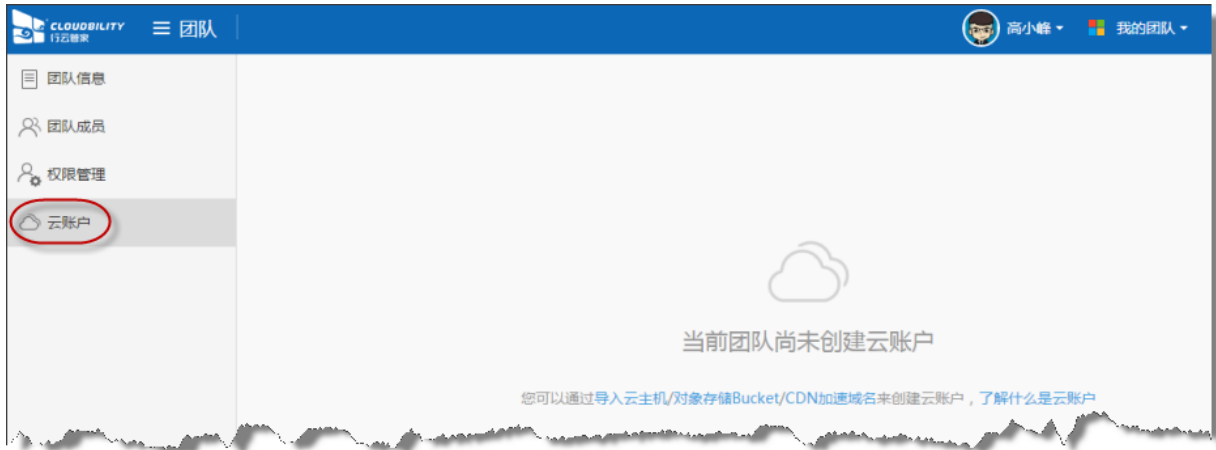 CLOUDBILITY
行云管家
团队
高小峰
我的团队
团队信息
团队成员
权限管理
云账户
当前团队尚未创建云账户
您可以通过导入云主机/对象存储Bucket/CDN加速域名来创建云账户，了解什么是云账户